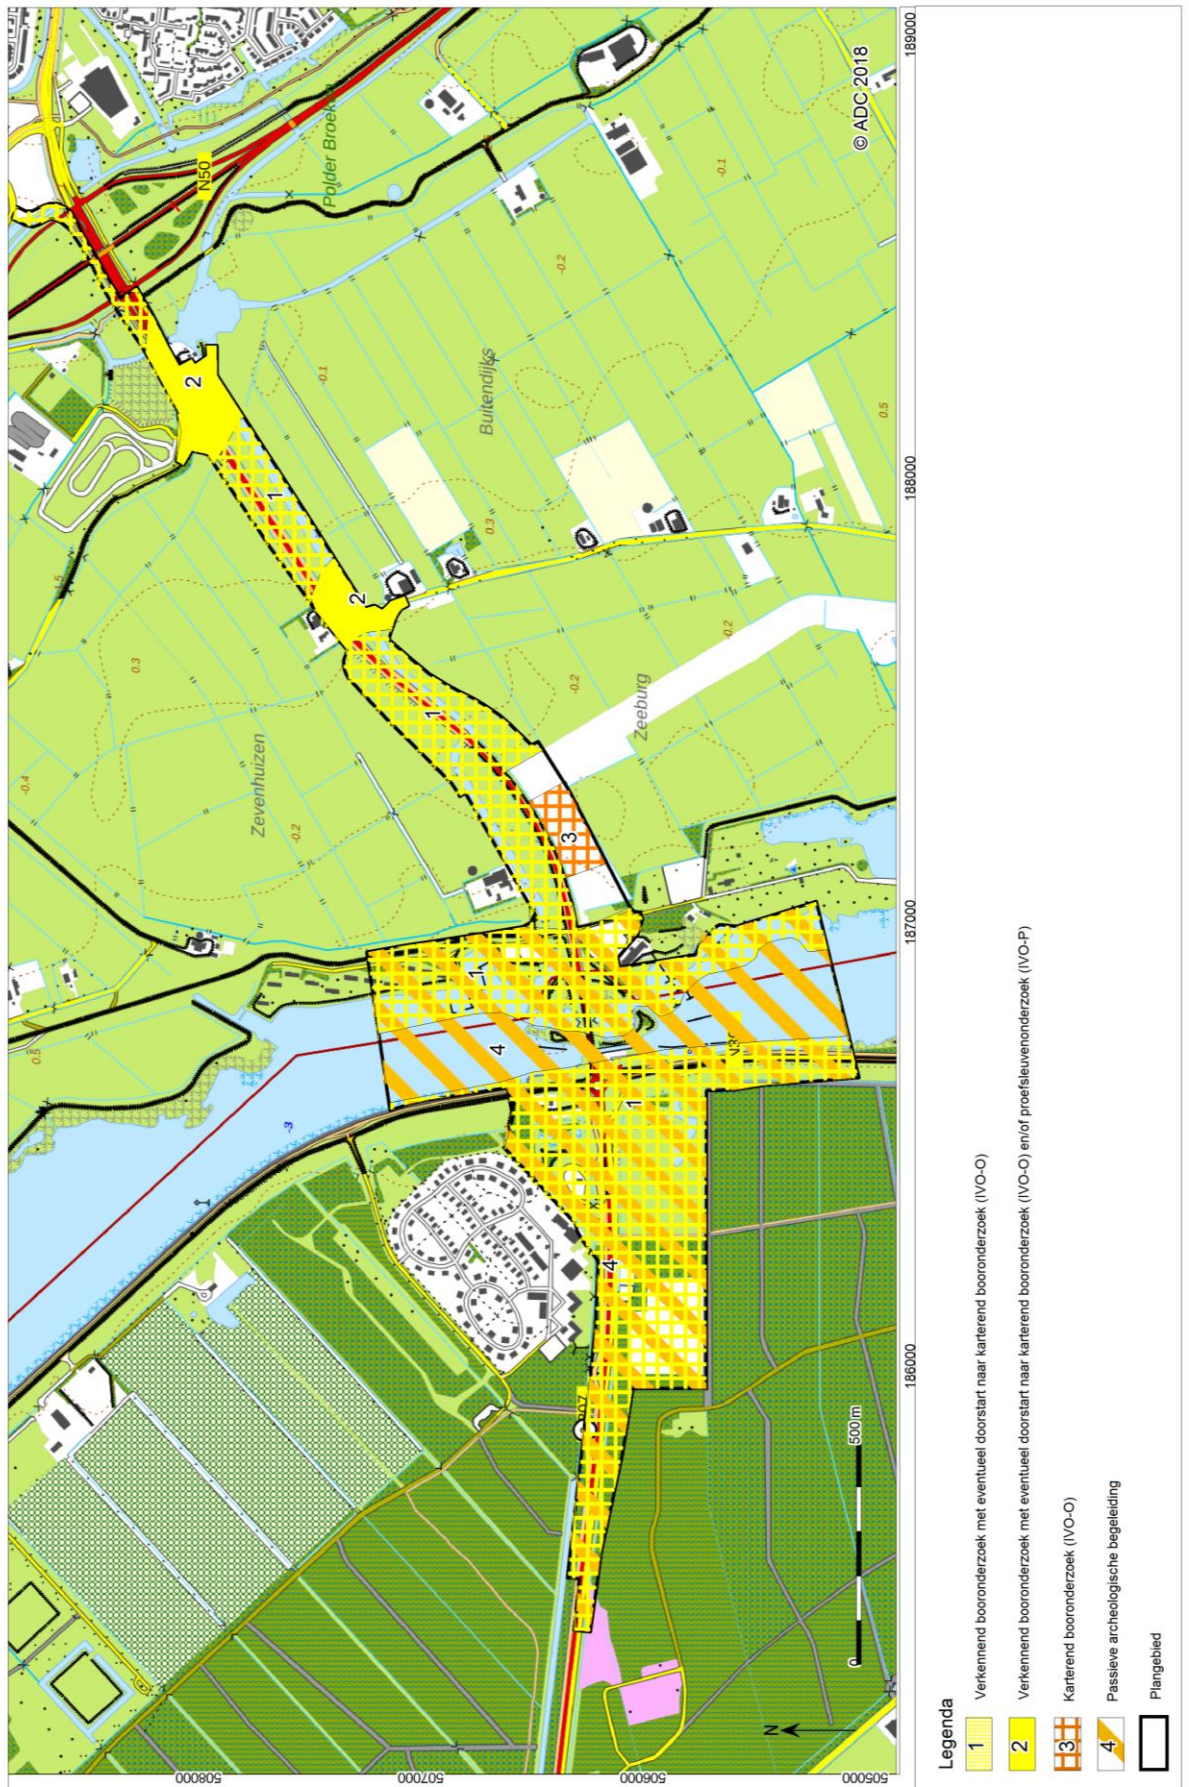 N50
Polder Broeken
2
-0.1
Buitendijks
-0.2
-0.1
0.5
© ADC 2018
1
0.3
5
2
0.3
Zevenhuizen
-0.4
-0.2
1
-0.2
Zeeburg
-0.2
3
0.5
1
4
-3
1
4
0
500 m
N
189000
188000
187000
186000
508000
507000
506000
505000
Legenda
1 Verkennend booronderzoek met eventueel doorstart naar karterend booronderzoek (IVO-O)
2 Verkennend booronderzoek met eventueel doorstart naar karterend booronderzoek (IVO-O) en/of proefsleuvenonderzoek (IVO-P)
3 Karterend booronderzoek (IVO-O)
4 Passieve archeologische begeleiding
Plangebied